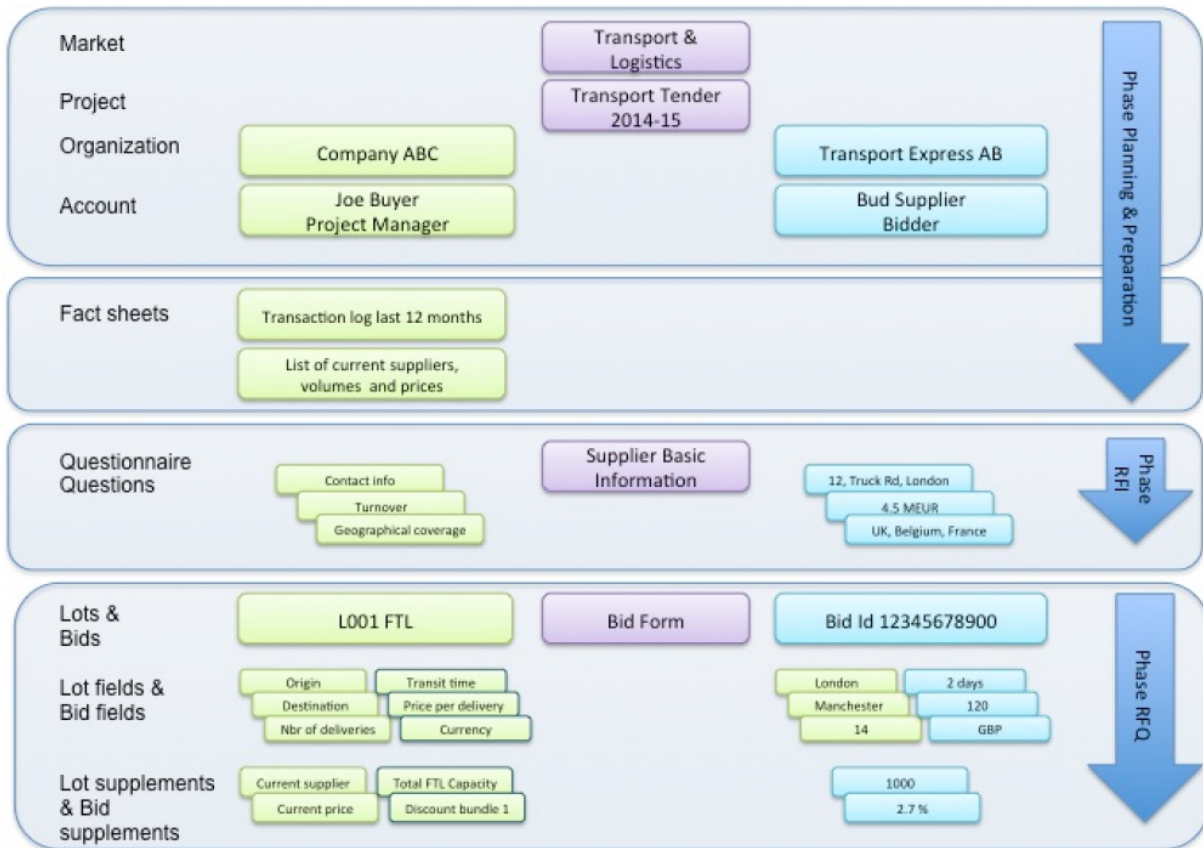 Market
Transport &
Logistics
Project
Transport Tender
2014-15
Organization
Company ABC
Transport Express AB
Account
Joe Buyer
Project Manager
Bud Supplier
Bidder
Phase Planning & Preparation
Fact sheets
Transaction log last 12 months
List of current suppliers,
volumes and prices
Questionnaire
Questions
Contact info
Turnover
Geographical coverage
Supplier Basic
Information
12, Truck Rd, London
4.5 MEUR
UK, Belgium, France
Phase
RFI
Lots &
Bids
L001 FTL
Bid Form
Bid Id 12345678900
Lot fields &
Bid fields
Origin
Destination
Nbr of deliveries
Transit time
Price per delivery
Currency
London
Manchester
14
2 days
120
GBP
Lot supplements
& Bid
supplements
Current supplier
Current price
Total FTL Capacity
Discount bundle 1
1000
2.7 %
Phase RFQ